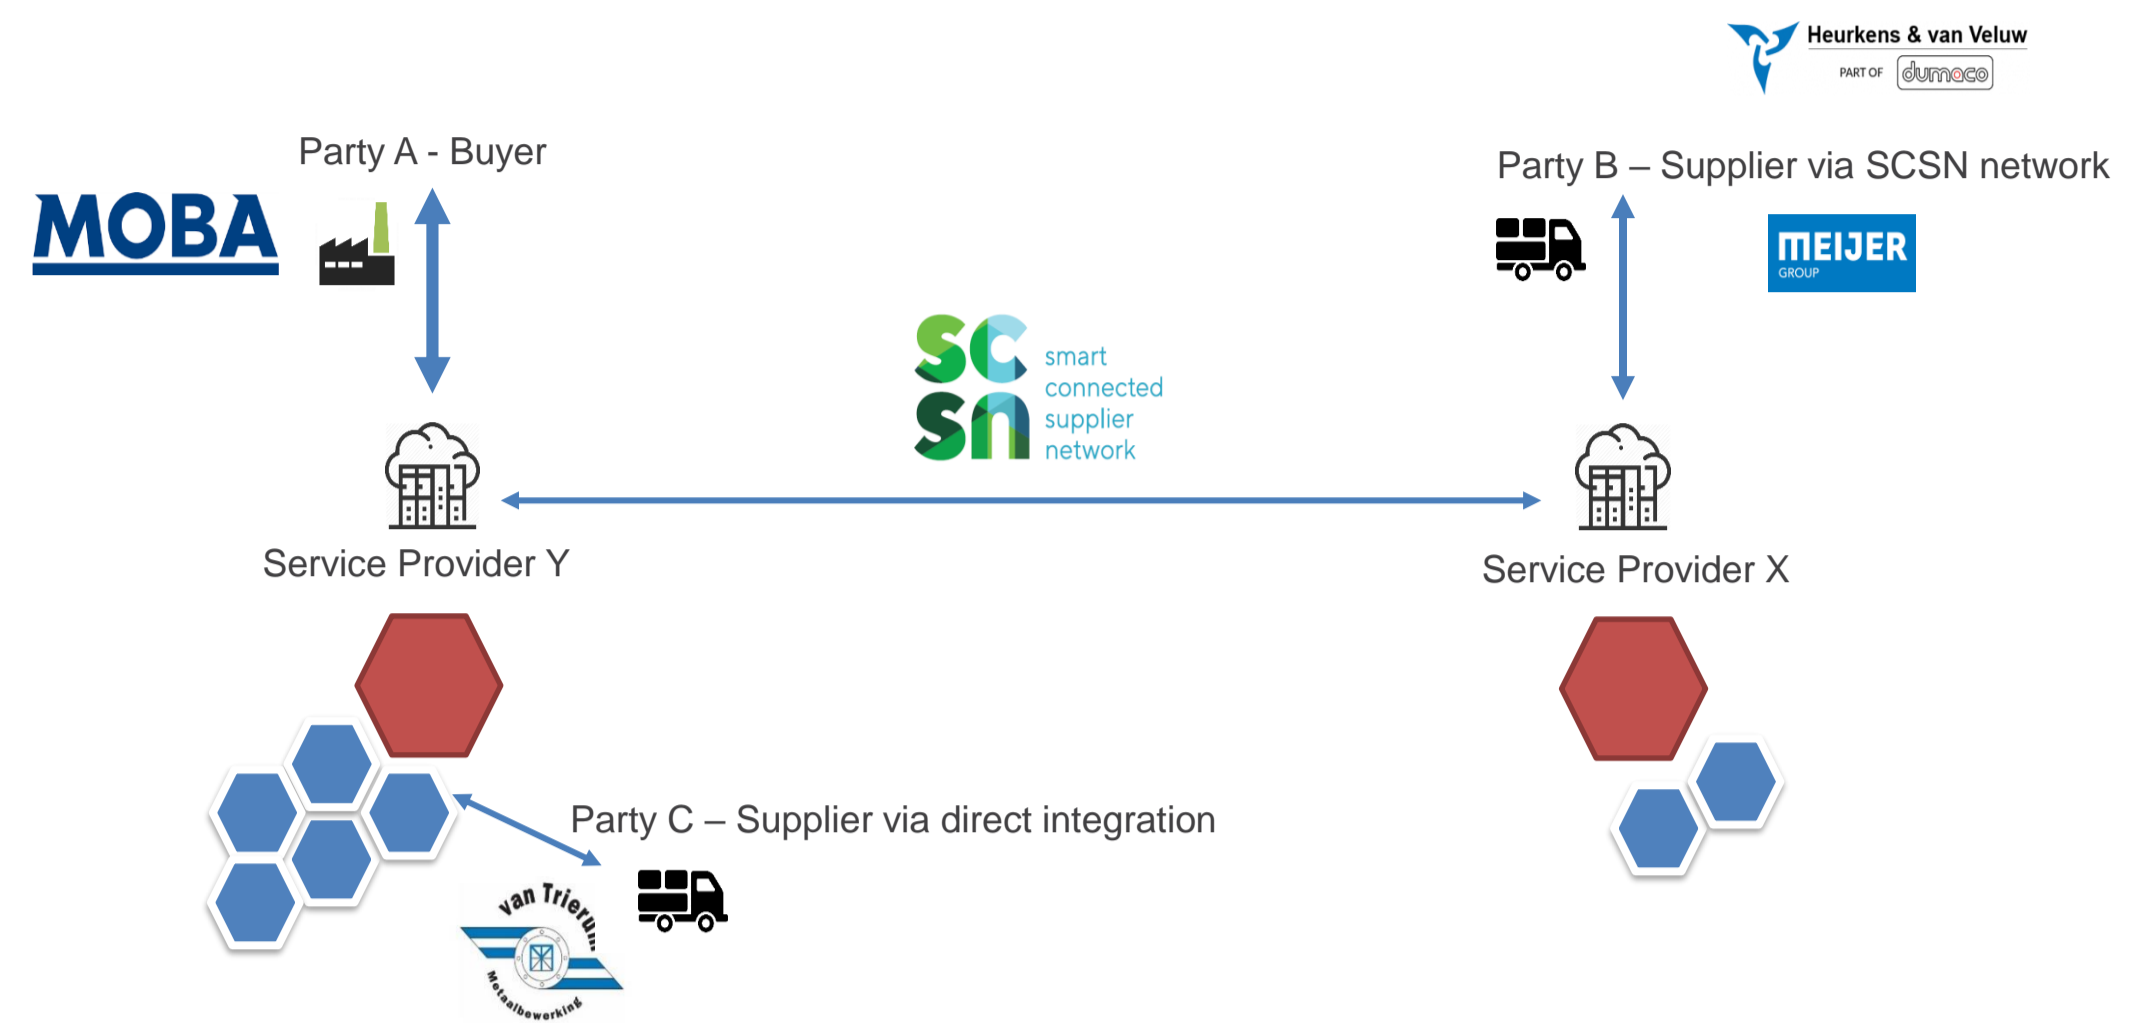 Heurkens & van Veluw
PART OF dumaco
Party A - Buyer
Party B – Supplier via SCSN network
MOBA
MEIJER
GROUP
sc
sn
smart
connected
supplier
network
Service Provider Y
Service Provider X
Party C – Supplier via direct integration
van Trierum
Metaalbewerking